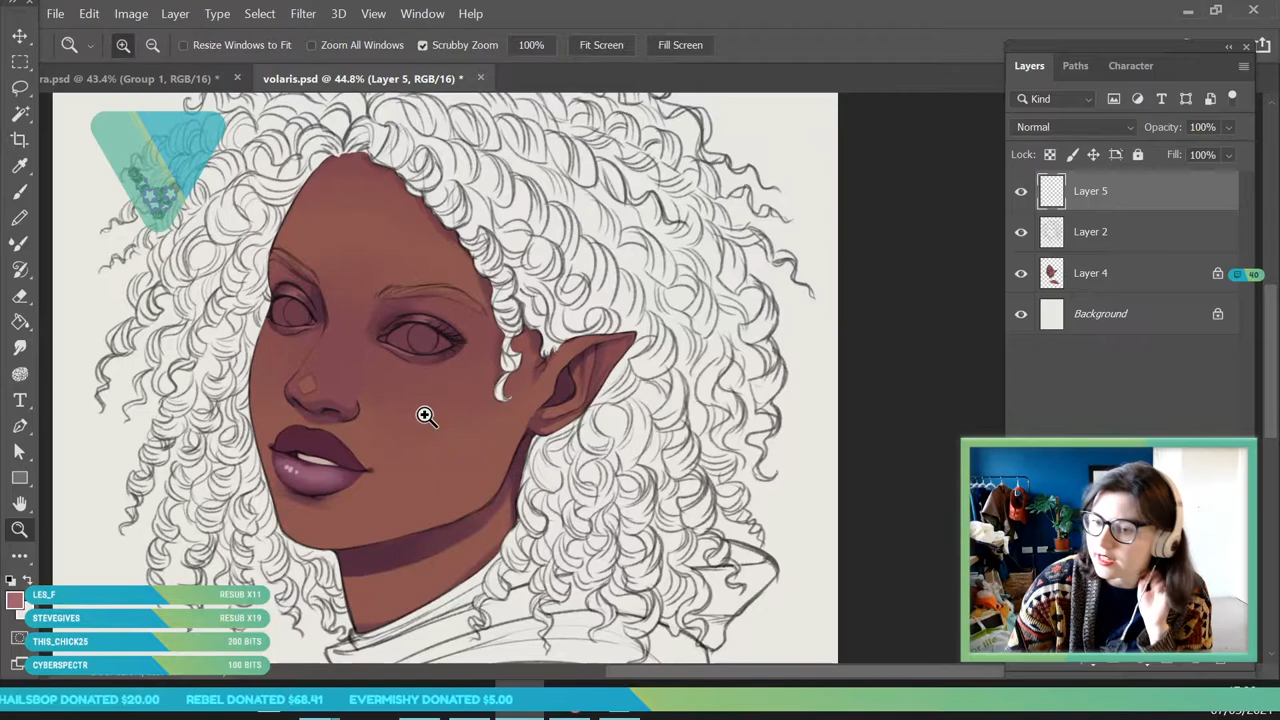 File Edit Image Layer Type Select Filter 3D View Window Help
Resize Windows to Fit Zoom All Windows Scrubby Zoom 100% Fit Screen Fill Screen
ra.psd @ 43.4% (Group 1, RGB/16) * × volaris.psd @ 44.8% (Layer 5, RGB/16) * ×
Layers Paths Character
Kind
Normal Opacity: 100%
Lock: Fill: 100%
Layer 5
Layer 2
Layer 4
40
Background
LES_F RESUB X11
STEVEGIVES RESUB X19
THIS_CHICK25 200 BITS
CYBERSPECTR 100 BITS
HAILSBOP DONATED $20.00 REBEL DONATED $68.41 EVERMISHY DONATED $5.00